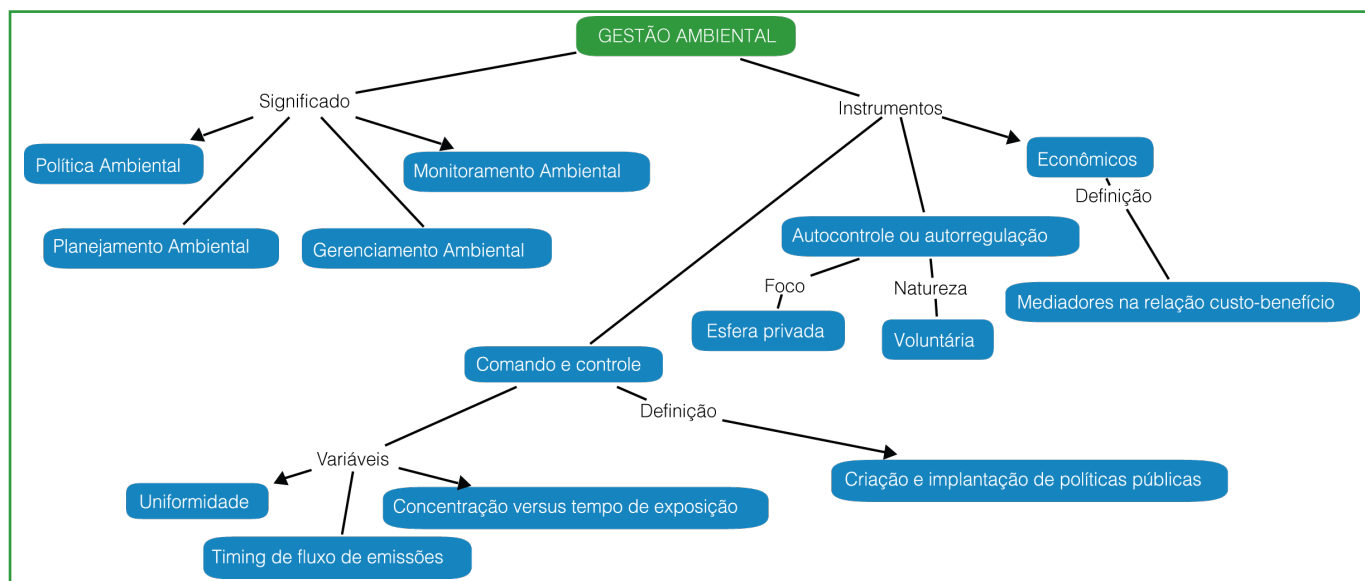 GESTÃO AMBIENTAL
Significado
Política Ambiental
Monitoramento Ambiental
Planejamento Ambiental
Gerenciamento Ambiental
Instrumentos
Econômicos
Definição
Mediadores na relação custo-benefício
Autocontrole ou autorregulação
Foco
Esfera privada
Natureza
Voluntária
Comando e controle
Definição
Criação e implantação de políticas públicas
Variáveis
Uniformidade
Concentração versus tempo de exposição
Timing de fluxo de emissões